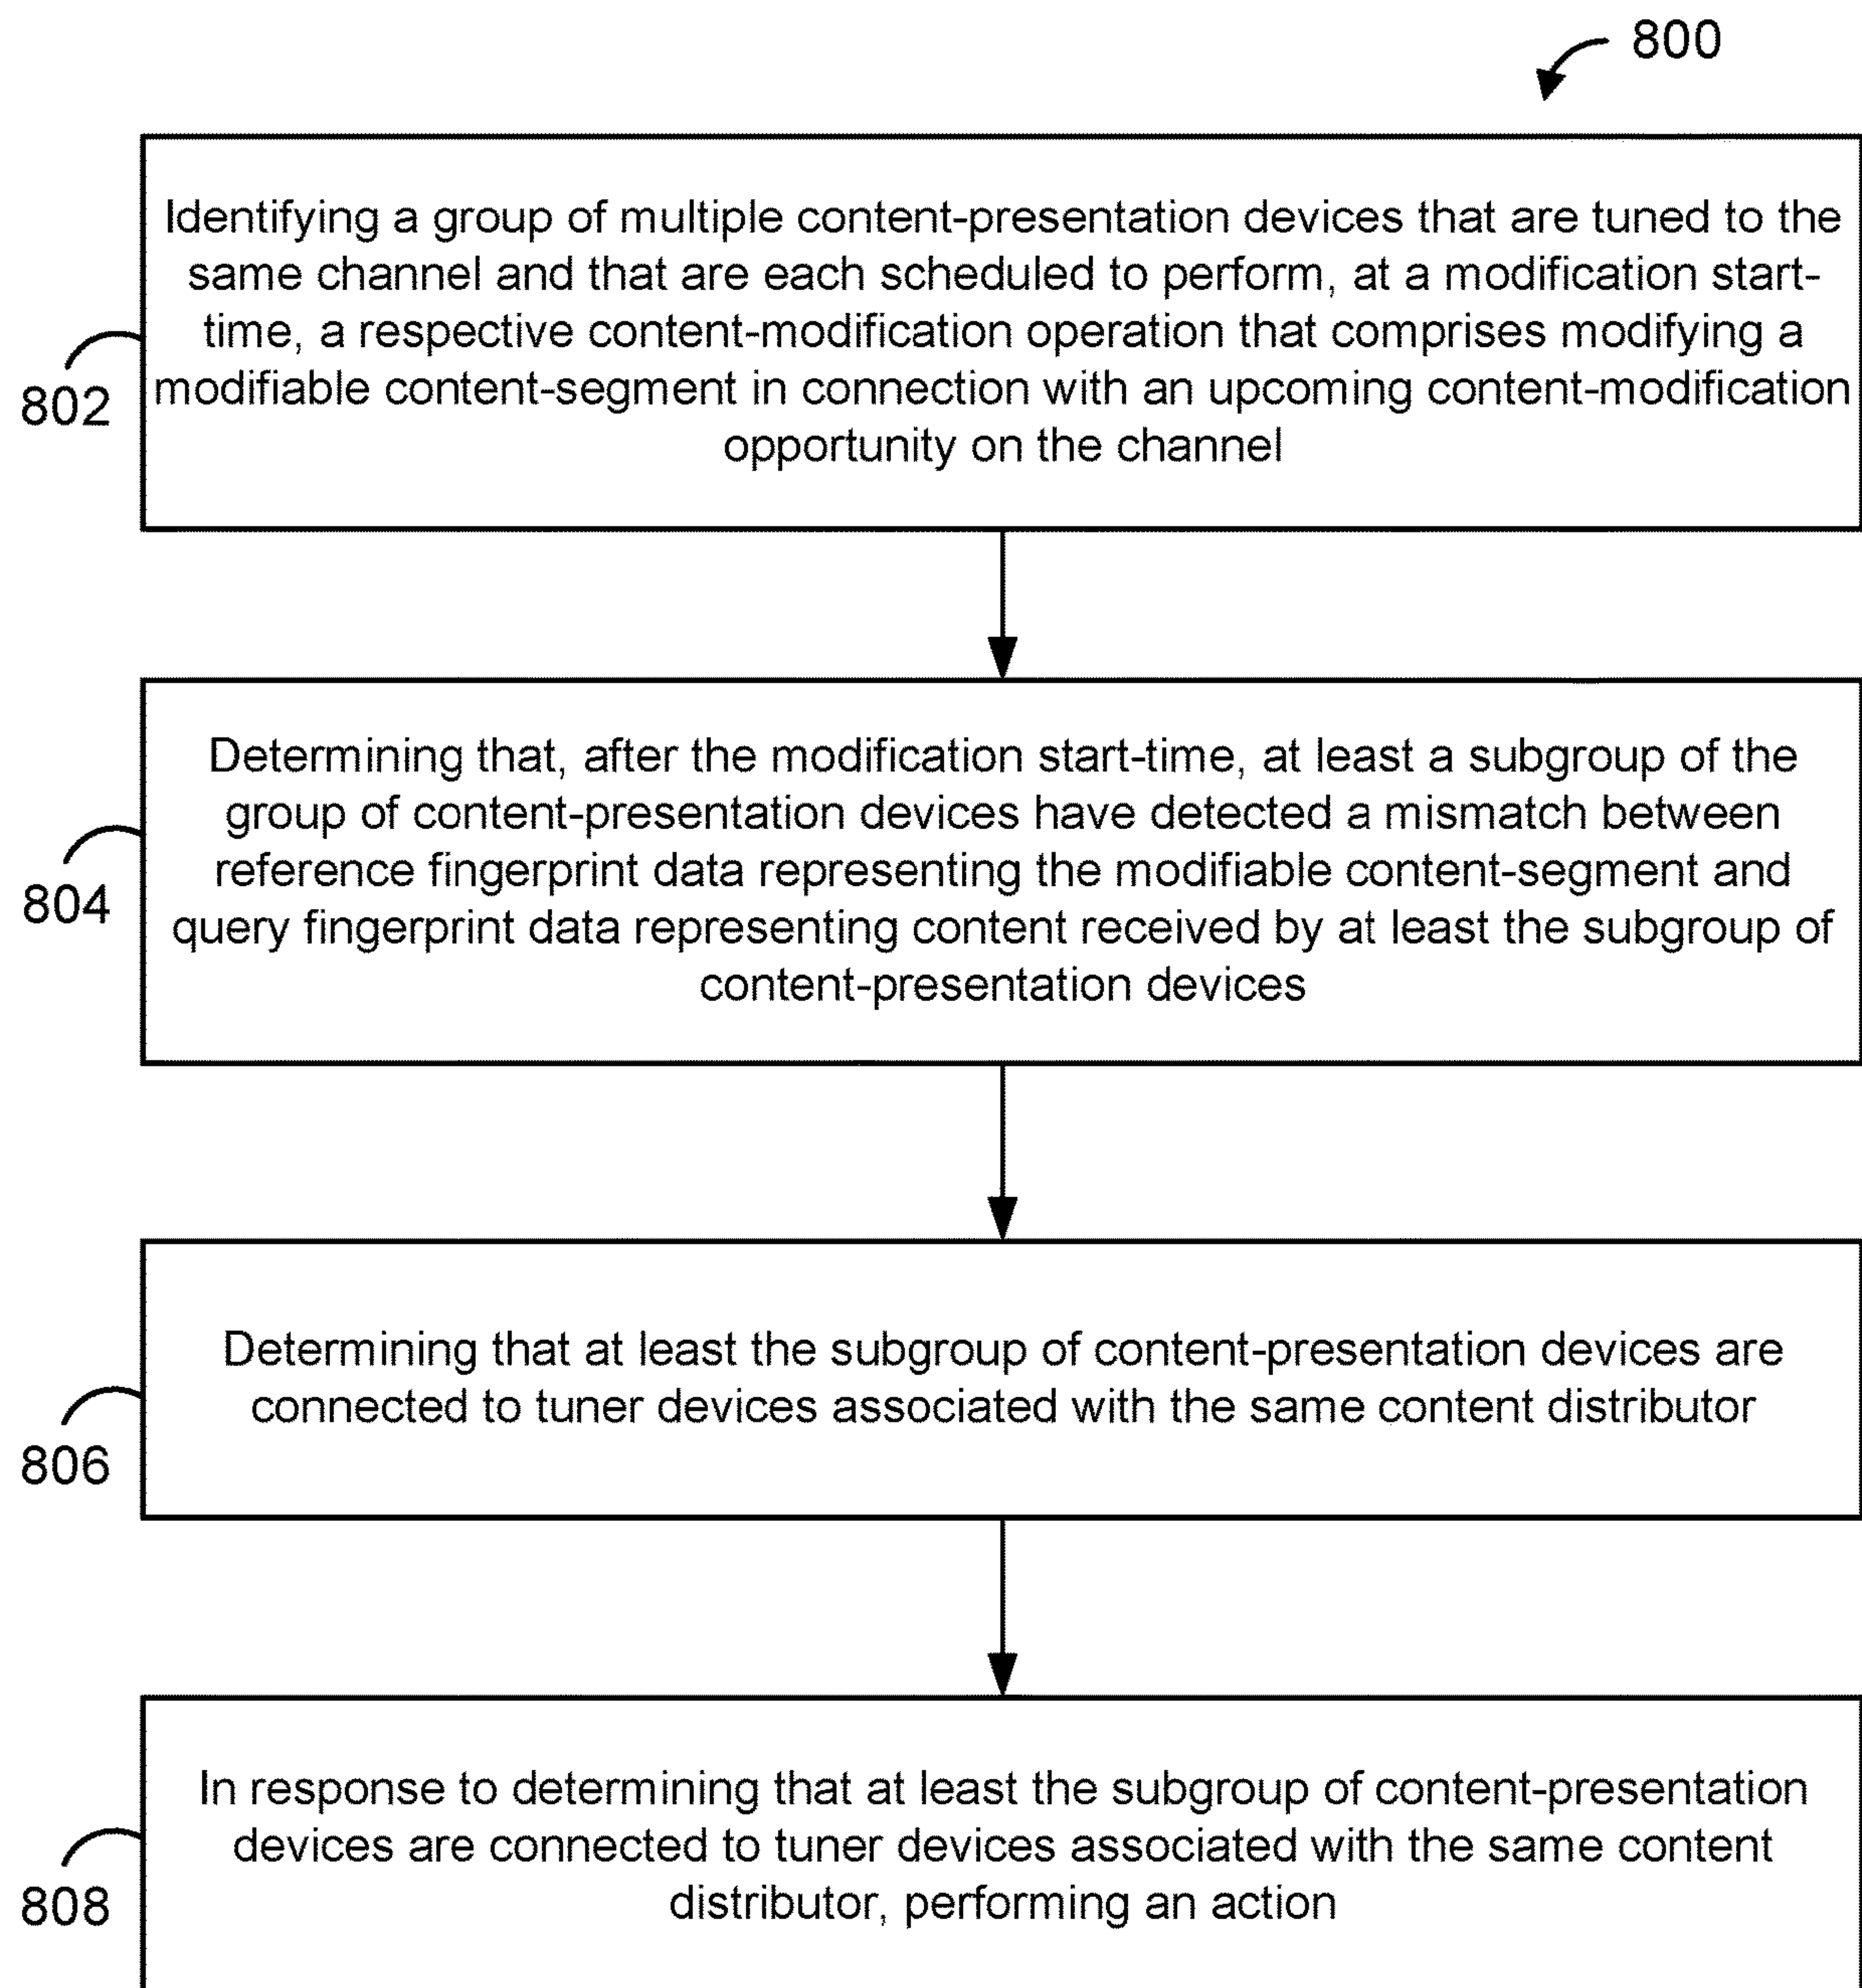 800
Identifying a group of multiple content-presentation devices that are tuned to the
same channel and that are each scheduled to perform, at a modification start-
time, a respective content-modification operation that comprises modifying a
modifiable content-segment in connection with an upcoming content-modification
opportunity on the channel
802
Determining that, after the modification start-time, at least a subgroup of the
group of content-presentation devices have detected a mismatch between
reference fingerprint data representing the modifiable content-segment and
query fingerprint data representing content received by at least the subgroup of
content-presentation devices
804
Determining that at least the subgroup of content-presentation devices are
connected to tuner devices associated with the same content distributor
806
In response to determining that at least the subgroup of content-presentation
devices are connected to tuner devices associated with the same content
distributor, performing an action
808